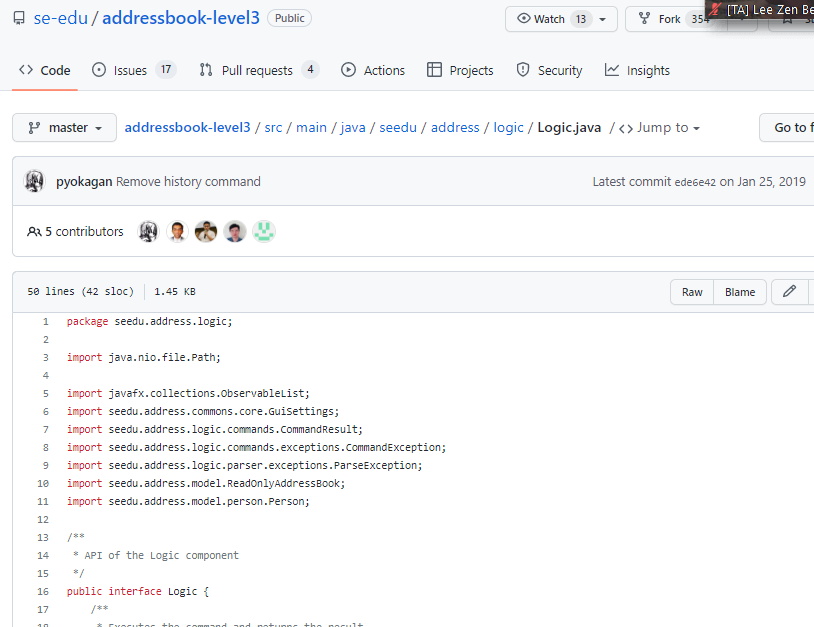 se-edu / addressbook-level3 Public
Watch 13
Fork 354
[TA] Lee Zen Be
Code
Issues 17
Pull requests 4
Actions
Projects
Security
Insights
master
addressbook-level3 / src / main / java / seedu / address / logic / Logic.java / <> Jump to
Go to f
pyokagan Remove history command
Latest commit ede6e42 on Jan 25, 2019
5 contributors
50 lines (42 sloc) 1.45 KB
Raw
Blame
1 package seedu.address.logic;
2
3 import java.nio.file.Path;
4
5 import javafx.collections.ObservableList;
6 import seedu.address.commons.core.GuiSettings;
7 import seedu.address.logic.commands.CommandResult;
8 import seedu.address.logic.commands.exceptions.CommandException;
9 import seedu.address.logic.parser.exceptions.ParseException;
10 import seedu.address.model.ReadOnlyAddressBook;
11 import seedu.address.model.person.Person;
12
13 /**
14 * API of the Logic component
15 */
16 public interface Logic {
17 /**
18 * Executes the command and returns the result.